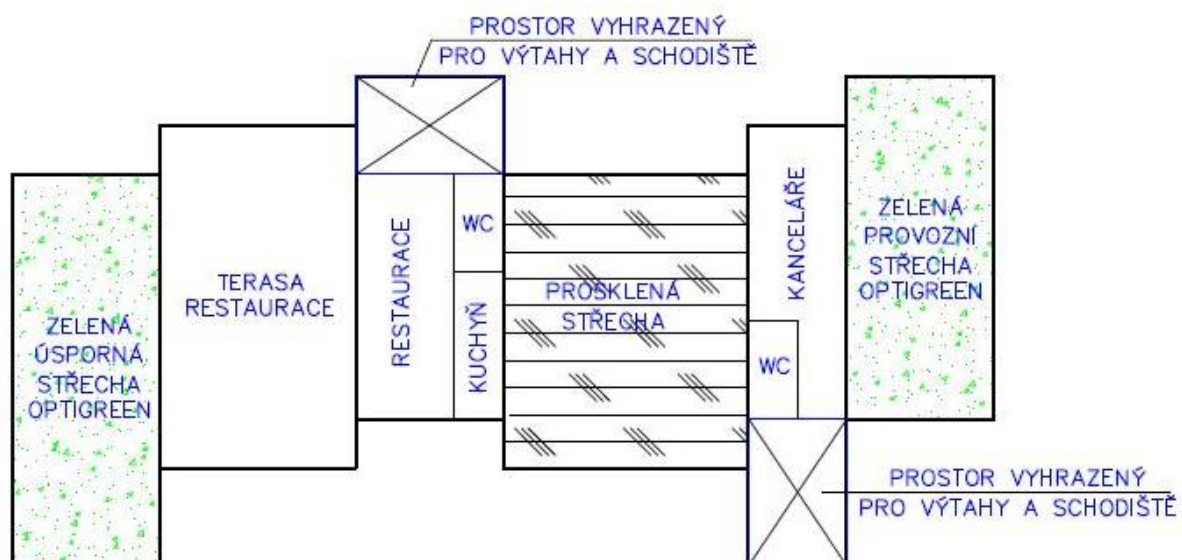 PROSTOR VYHRAZENÝ
PRO VÝTAHY A SCHODIŠTĚ
ZELENÁ
ÚSPORNÁ
STŘECHA
OPTIGREEN
TERASA
RESTAURACE
RESTAURACE
WC
KUCHYŇ
PROSKLENÁ
STŘECHA
KANCELÁŘE
WC
ZELENÁ
PROVOZNÍ
STŘECHA
OPTIGREEN
PROSTOR VYHRAZENÝ
PRO VÝTAHY A SCHODIŠTĚ